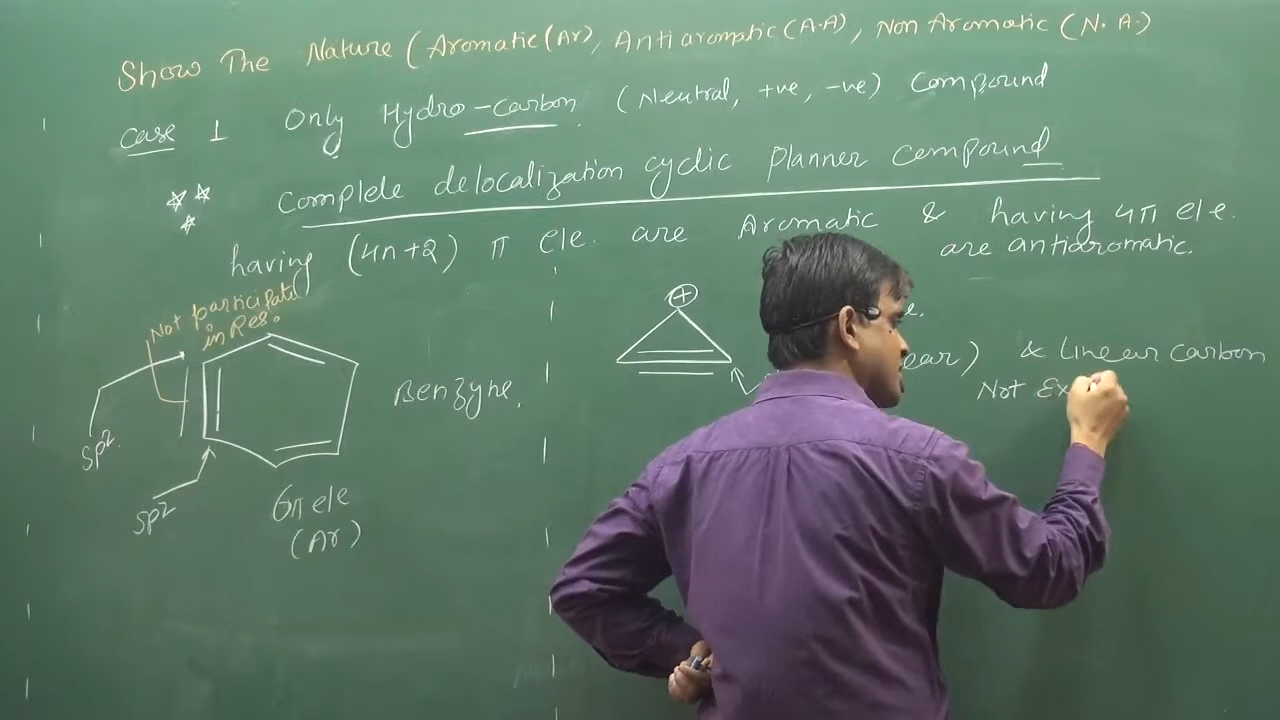 Show The Nature (Aromatic(Ar), Antiaromatic(A.A), Non Aromatic (N.A.)
Case 1 Only Hydro-carbon (Neutral, +ve, -ve) Compound
Complete delocalization cyclic planner compound
having (4n+2) π ele. are Aromatic & having 4π ele.
are antiaromatic.
Not participate
in Res.
sp2
sp2
Benzyne,
6π ele
(Ar)
+
e.
ear) & linear carbon
Not Ex